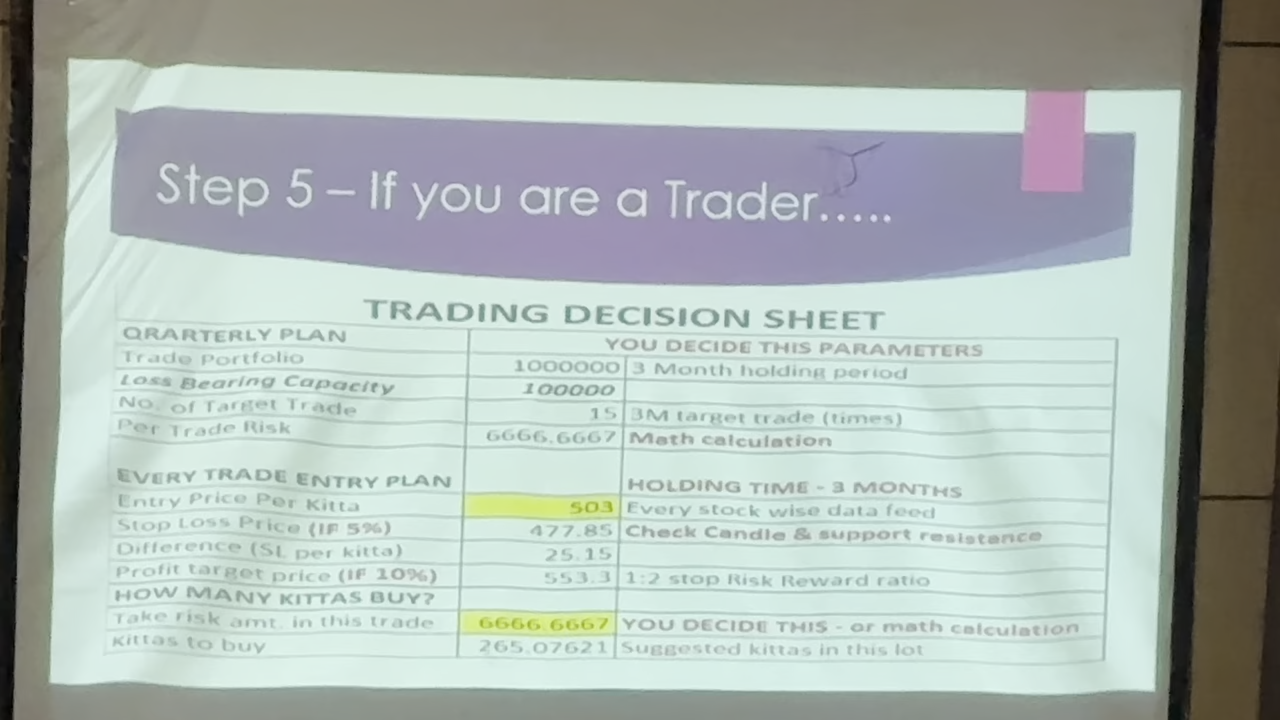 Step 5 – If you are a Trader.....
TRADING DECISION SHEET
QRARTERLY PLAN YOU DECIDE THIS PARAMETERS
Trade Portfolio 1000000 3 Month holding period
Loss Bearing Capacity 100000
No. of Target Trade 15 3M target trade (times)
Per Trade Risk 6666.6667 Math calculation
EVERY TRADE ENTRY PLAN HOLDING TIME - 3 MONTHS
Entry Price Per Kitta 503 Every stock wise data feed
Stop Loss Price (IF 5%) 477.85 Check Candle & support resistance
Difference (SL per kitta) 25.15
Profit target price (IF 10%) 553.3 1:2 stop Risk Reward ratio
HOW MANY KITTAS BUY?
Take risk amt. in this trade 6666.6667 YOU DECIDE THIS - or math calculation
Kittas to buy 265.07621 Suggested kittas in this lot